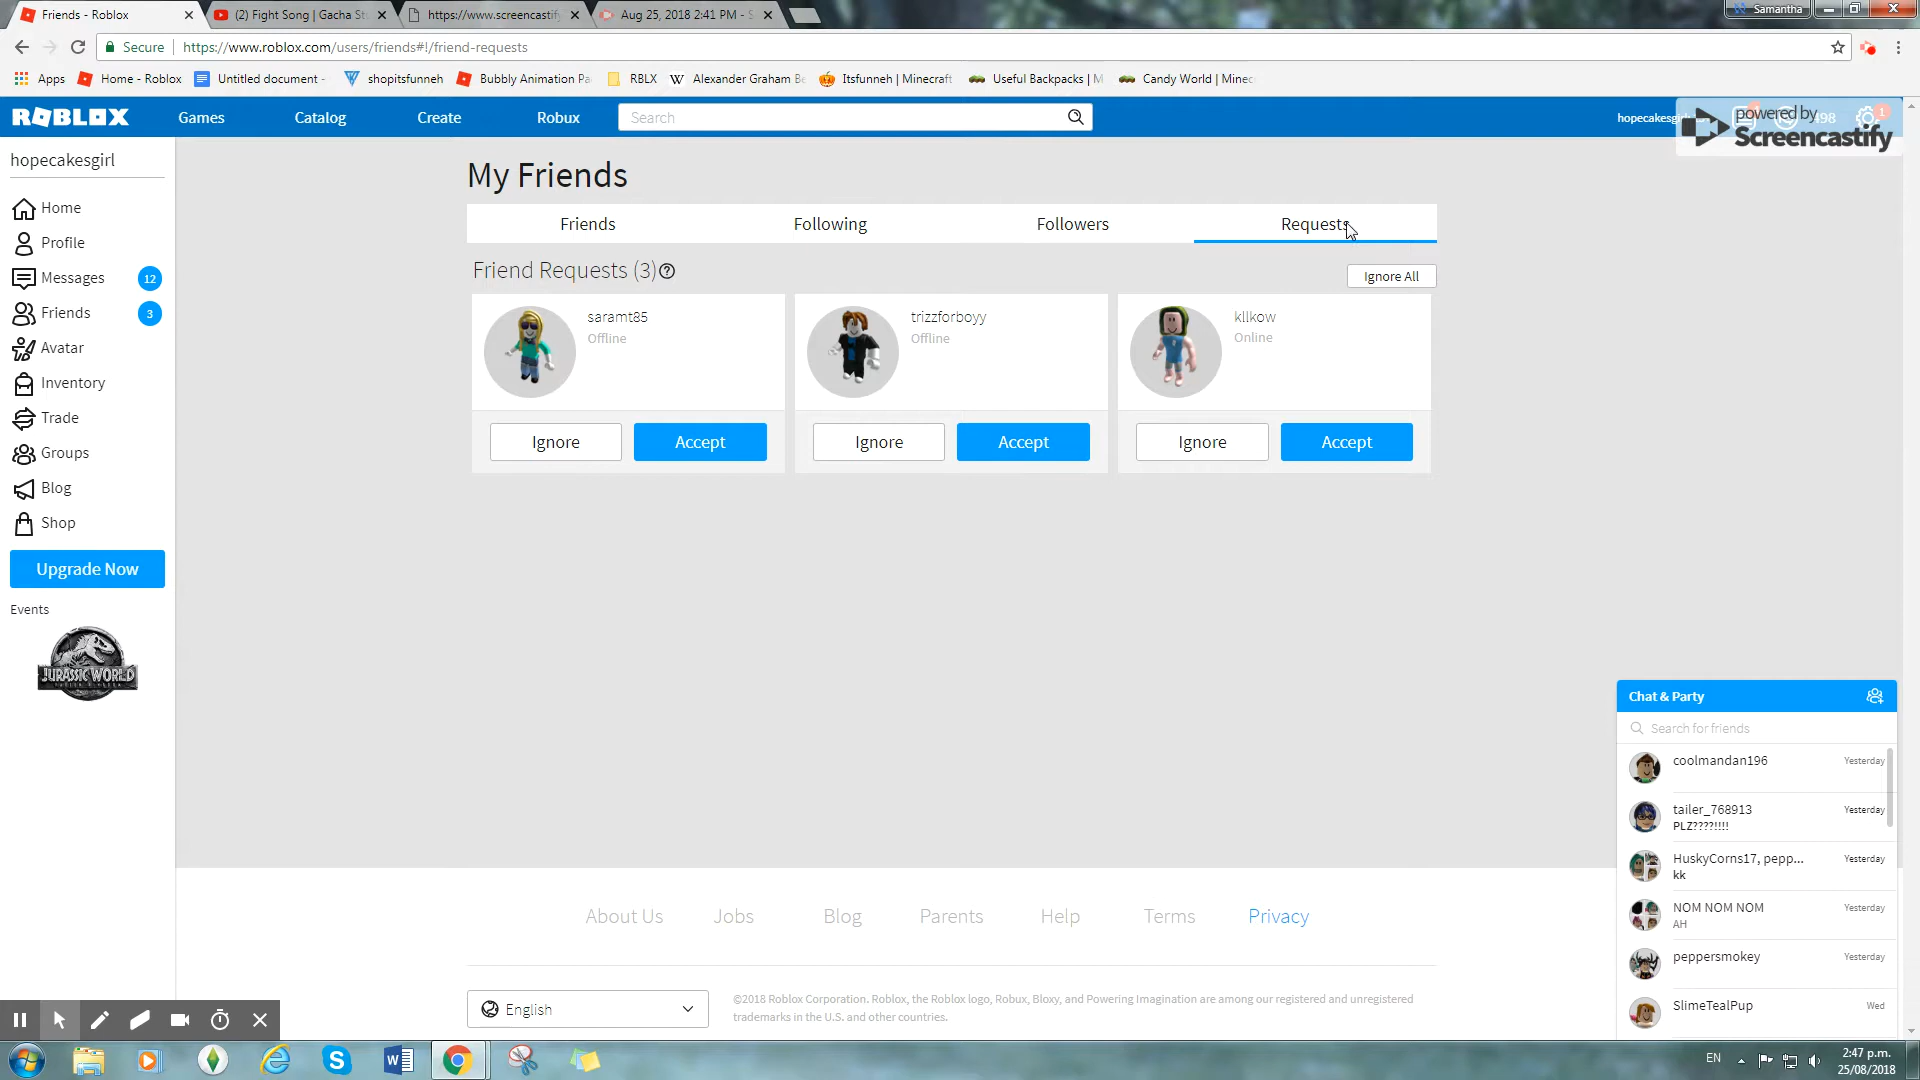 Friends - Roblox
(2) Fight Song | Gacha St
https://www.screencastify
Aug 25, 2018 2:41 PM - S
Samantha
Secure
https://www.roblox.com/users/friends#!/friend-requests
Apps
Home - Roblox
Untitled document -
shopitsfunneh
Bubbly Animation Pa
RBLX
Alexander Graham Be
Itsfunneh | Minecraft
Useful Backpacks | M
Candy World | Minec
ROBLOX
Games
Catalog
Create
Robux
Search
hopecakesgi
498
1
powered by
Screencastify
hopecakesgirl
Home
Profile
Messages
12
Friends
3
Avatar
Inventory
Trade
Groups
Blog
Shop
Upgrade Now
Events
JURASSIC WORLD
My Friends
Friends
Following
Followers
Requests
Friend Requests (3)
Ignore All
saramt85
Offline
Ignore
Accept
trizzforboyy
Offline
Ignore
Accept
kllkow
Online
Ignore
Accept
Chat & Party
Search for friends
coolmandan196
Yesterday
tailer_768913
Yesterday
PLZ????!!!!
HuskyCorns17, pepp...
Yesterday
kk
NOM NOM NOM
Yesterday
AH
peppersmokey
Yesterday
SlimeTealPup
Wed
About Us
Jobs
Blog
Parents
Help
Terms
Privacy
English
©2018 Roblox Corporation. Roblox, the Roblox logo, Robux, Bloxy, and Powering Imagination are among our registered and unregistered
trademarks in the U.S. and other countries.
EN
2:47 p.m.
25/08/2018